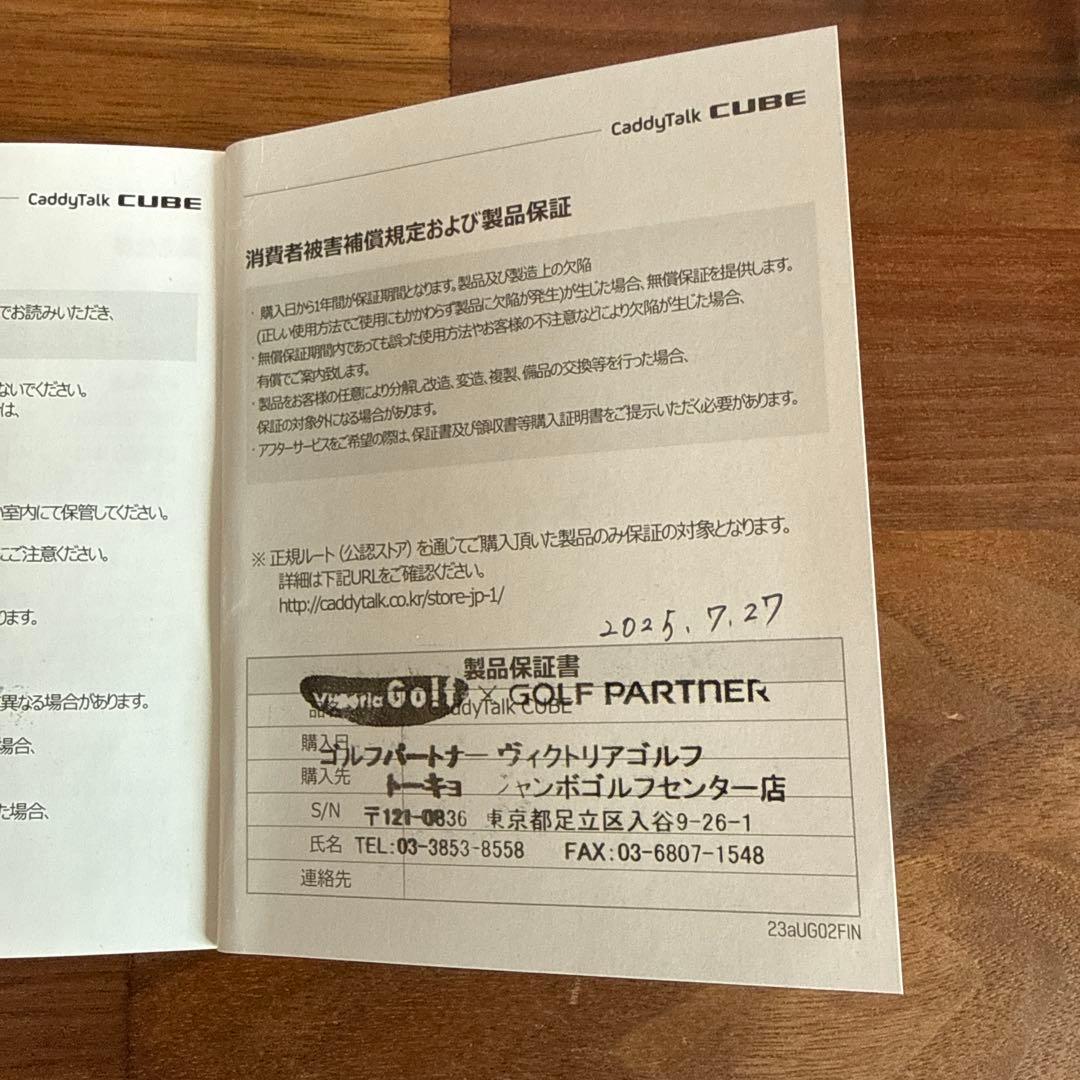 CaddyTalk CUBE
でお読みいただき、
ないでください。
は、
室内にて保管してください。
にご注意ください。
ります。
異なる場合があります。
場合、
た場合、
CaddyTalk CUBE
消費者被害補償規定および製品保証
・購入日から1年間が保証期間となります。製品及び製造上の欠陥
(正しい使用方法でご使用にもかかわらず製品に欠陥が発生)が生じた場合、無償保証を提供します。
・無償保証期間内であっても誤った使用方法やお客様の不注意などにより欠陥が生じた場合、
有償でご案内致します。
・製品をお客様の任意により分解し改造、変造、複製、備品の交換等を行った場合、
保証の対象外になる場合があります。
・アフターサービスをご希望の際は、保証書及び領収書等購入証明書をご提示いただく必要があります。
※ 正規ルート（公認ストア）を通じてご購入頂いた製品のみ保証の対象となります。
詳細は下記URLをご確認ください。
http://caddytalk.co.kr/store-jp-1/
2025.7.27
製品保証書
Victoria Golf × GOLF PARTNER
品 CaddyTalk CUBE
購入日
ゴルフパートナー ヴィクトリアゴルフ
購入先
トーキョ ジャンボゴルフセンター店
S/N
〒121-0836 東京都足立区入谷9-26-1
氏名
TEL:03-3853-8558 FAX:03-6807-1548
連絡先
23aUG02FIN